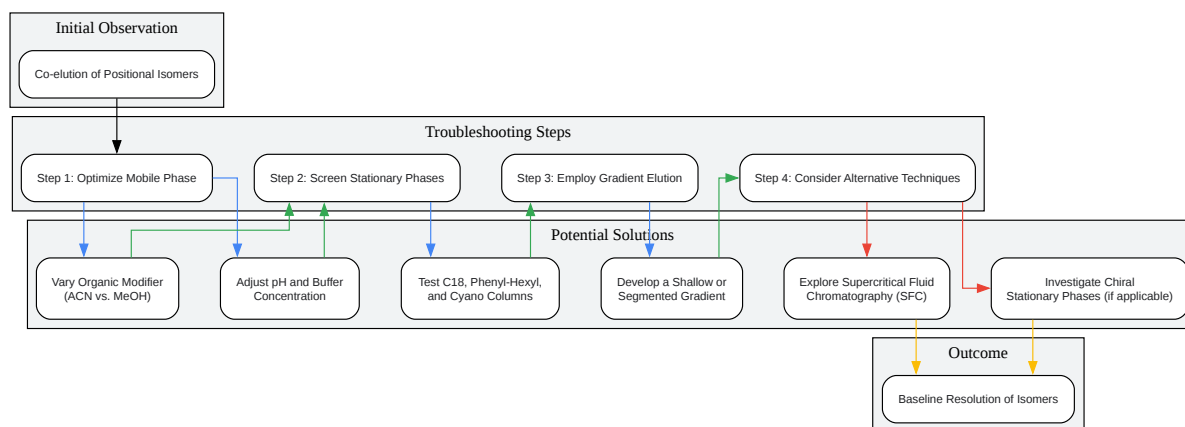 Initial Observation
Co-elution of Positional Isomers
Troubleshooting Steps
Step 1: Optimize Mobile Phase
Step 2: Screen Stationary Phases
Step 3: Employ Gradient Elution
Step 4: Consider Alternative Techniques
Potential Solutions
Vary Organic Modifier
(ACN vs. MeOH)
Adjust pH and Buffer
Concentration
Test C18, Phenyl-Hexyl,
and Cyano Columns
Develop a Shallow or
Segmented Gradient
Explore Supercritical Fluid
Chromatography (SFC)
Investigate Chiral
Stationary Phases (if applicable)
Outcome
Baseline Resolution of Isomers